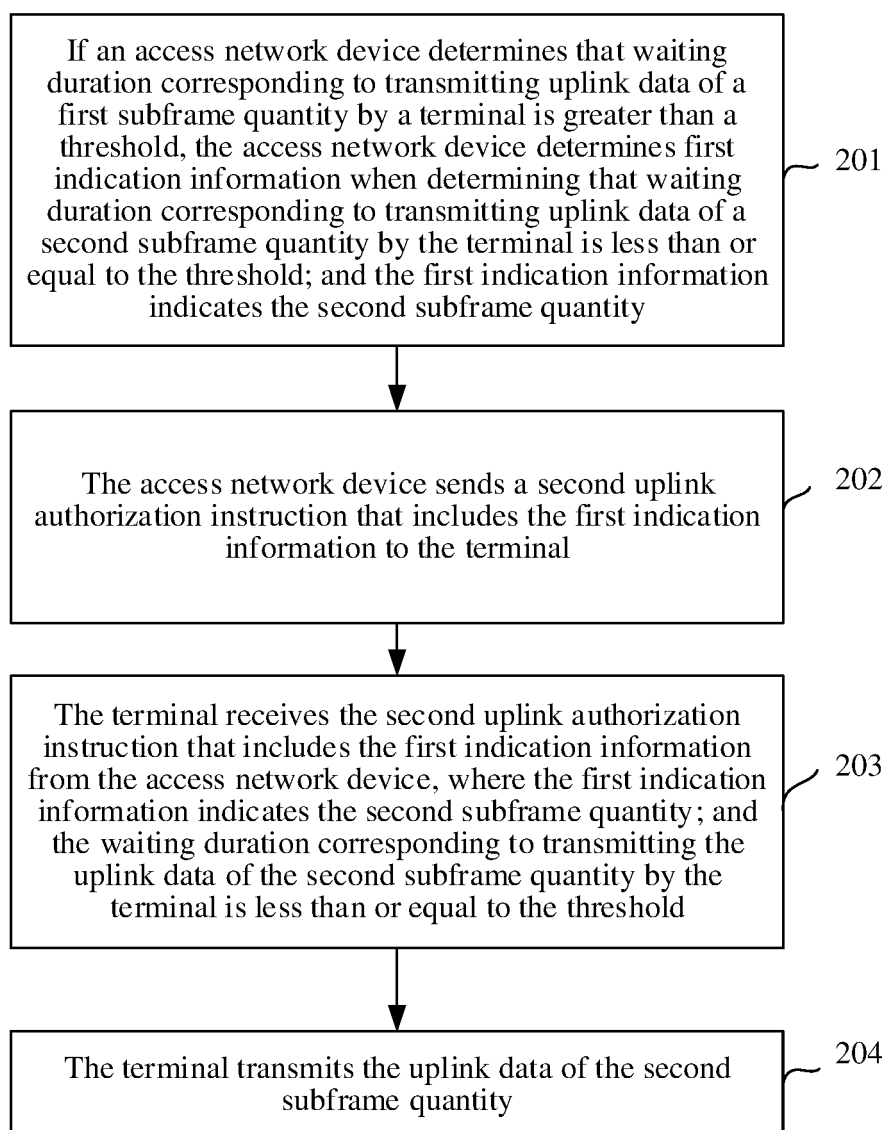 If an access network device determines that waiting
duration corresponding to transmitting uplink data of a
first subframe quantity by a terminal is greater than a
threshold, the access network device determines first
indication information when determining that waiting
duration corresponding to transmitting uplink data of a
second subframe quantity by the terminal is less than or
equal to the threshold; and the first indication information
indicates the second subframe quantity
201
The access network device sends a second uplink
authorization instruction that includes the first indication
information to the terminal
202
The terminal receives the second uplink authorization
instruction that includes the first indication information
from the access network device, where the first indication
information indicates the second subframe quantity; and
the waiting duration corresponding to transmitting the
uplink data of the second subframe quantity by the
terminal is less than or equal to the threshold
203
The terminal transmits the uplink data of the second
subframe quantity
204